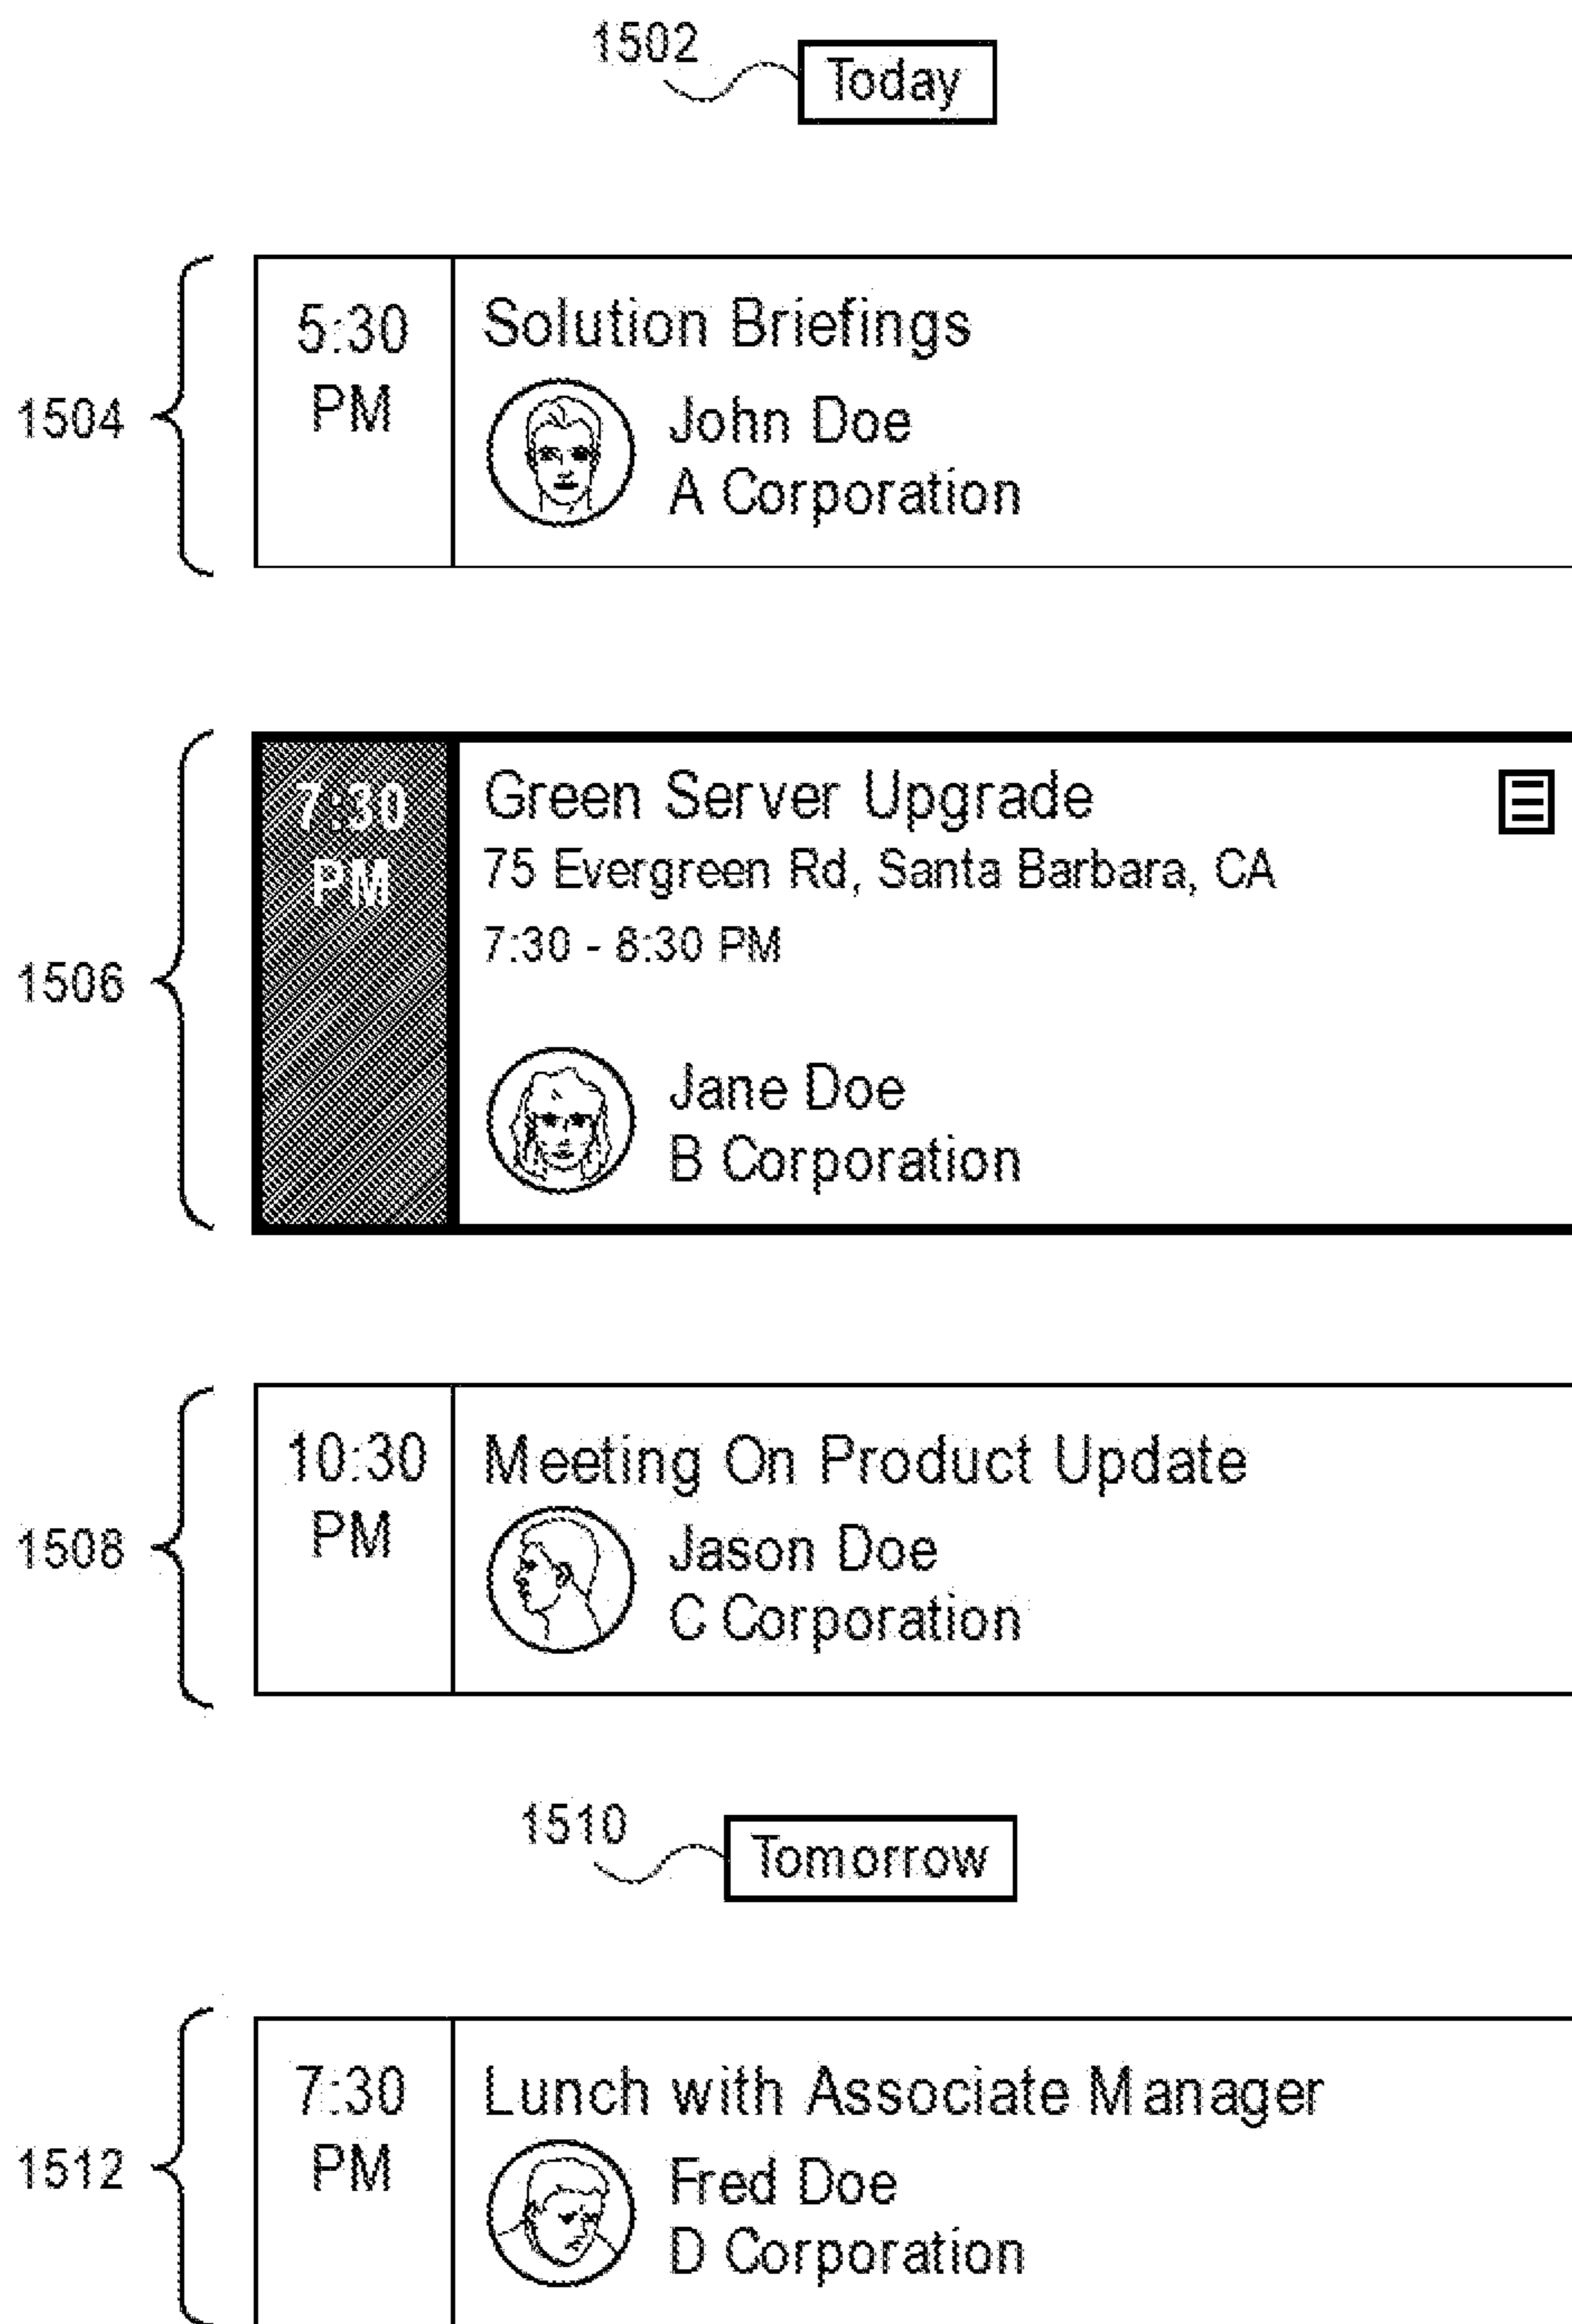 1502
Today
1504
5:30
PM
Solution Briefings
John Doe
A Corporation
1506
7:30
PM
Green Server Upgrade
75 Evergreen Rd, Santa Barbara, CA
7:30 - 8:30 PM
Jane Doe
B Corporation
1508
10:30
PM
Meeting On Product Update
Jason Doe
C Corporation
1510
Tomorrow
1512
7:30
PM
Lunch with Associate Manager
Fred Doe
D Corporation